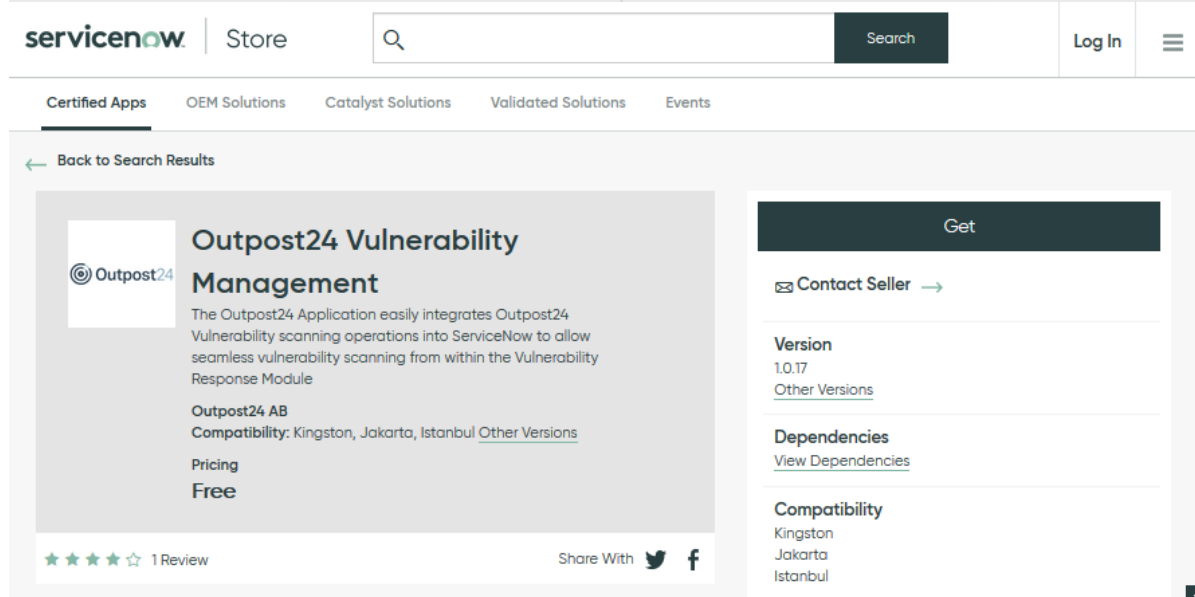 servicenow Store Search Log In
Certified Apps OEM Solutions Catalyst Solutions Validated Solutions Events
Back to Search Results
Outpost24
Outpost24 Vulnerability
Management
The Outpost24 Application easily integrates Outpost24
Vulnerability scanning operations into ServiceNow to allow
seamless vulnerability scanning from within the Vulnerability
Response Module
Outpost24 AB
Compatibility: Kingston, Jakarta, Istanbul Other Versions
Pricing
Free
1 Review Share With
Get
Contact Seller
Version
1.0.17
Other Versions
Dependencies
View Dependencies
Compatibility
Kingston
Jakarta
Istanbul